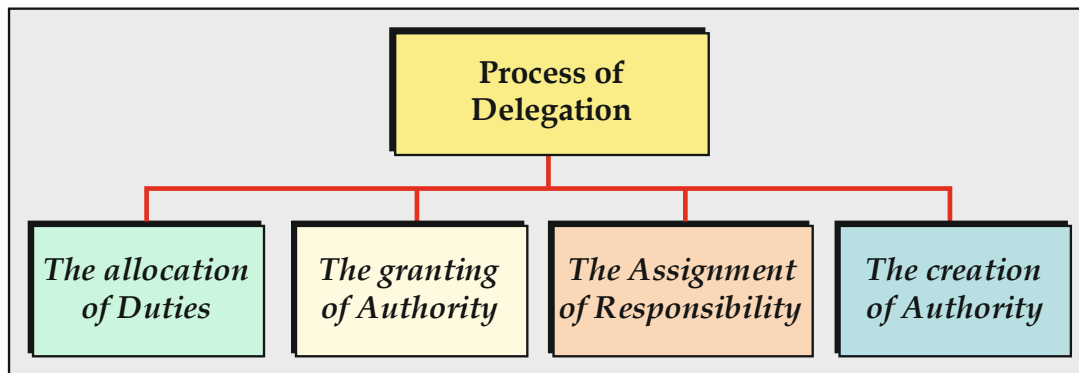 Process of
Delegation
The allocation
of Duties
The granting
of Authority
The Assignment
of Responsibility
The creation
of Authority